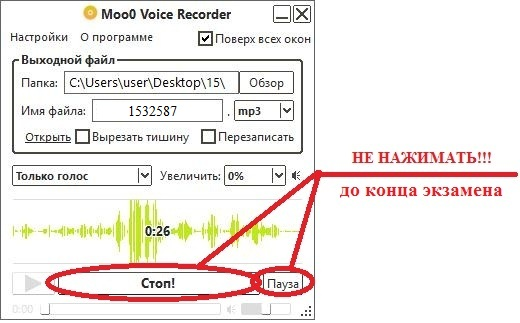 Moo0 Voice Recorder
Настройки О программе
Поверх всех окон
Выходной файл
Папка: C:\Users\user\Desktop\15\ Обзор
Имя файла: 1532587 . mp3
Открыть Вырезать тишину Перезаписать
Только голос Увеличить: 0%
НЕ НАЖИМАТЬ!!!
до конца экзамена
0:26
Стоп! Пауза
0:00